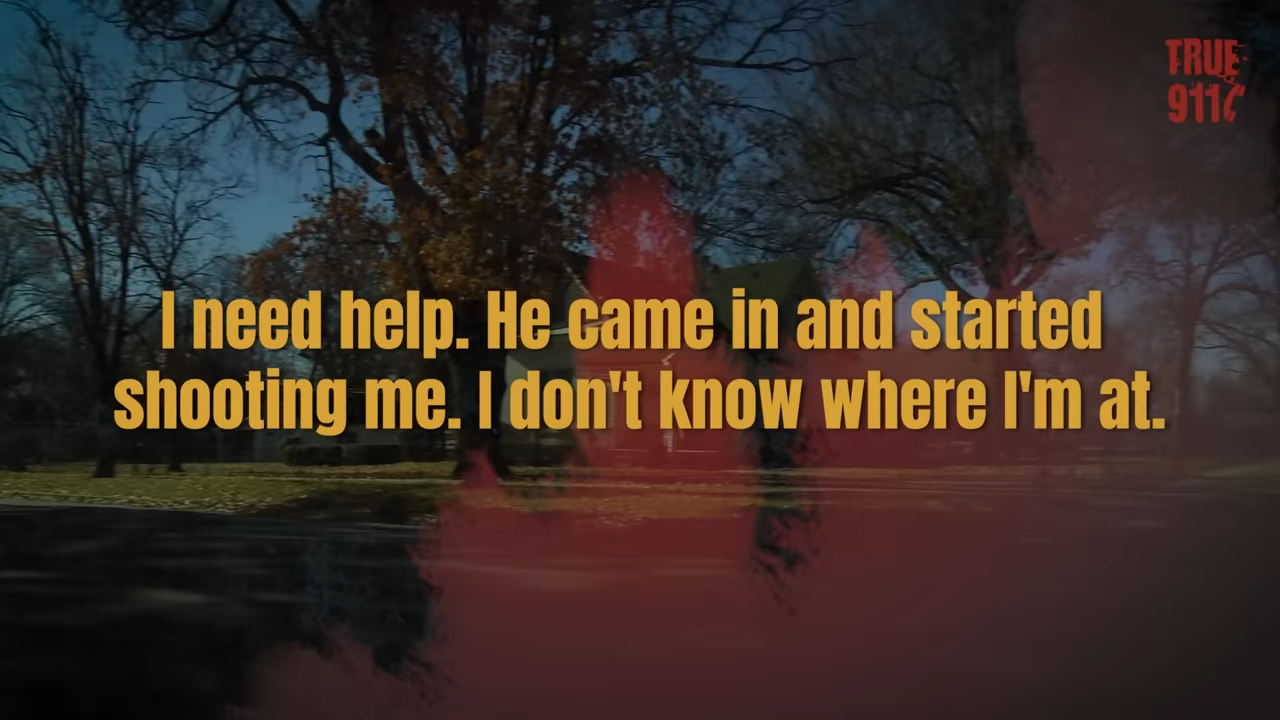 TRUE
911
I need help. He came in and started
shooting me. I don't know where I'm at.